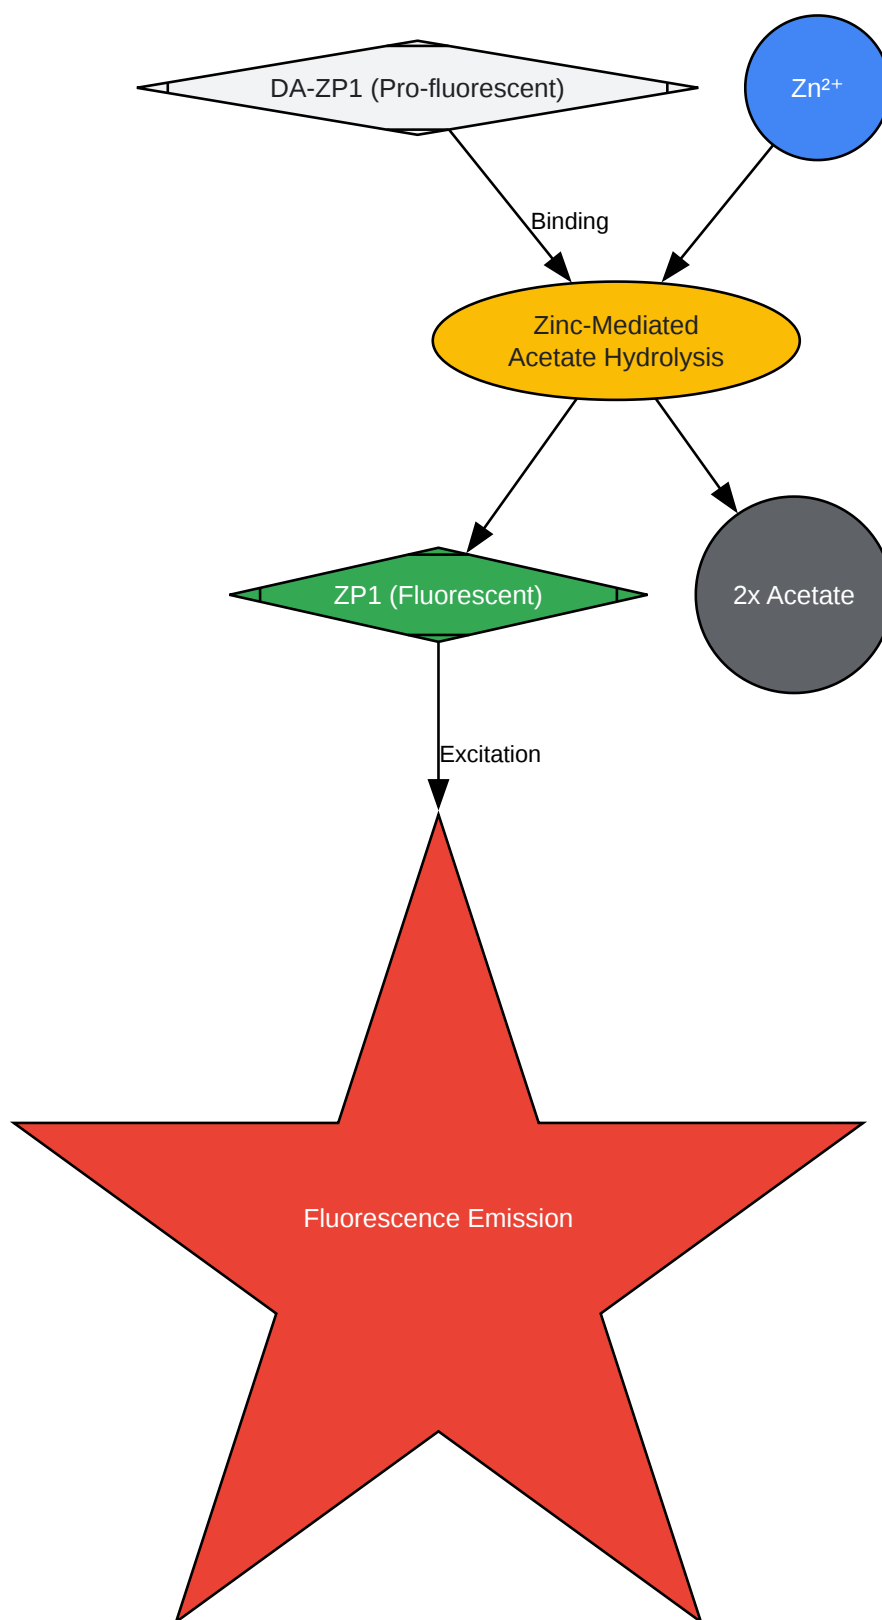 DA-ZP1 (Pro-fluorescent)
Zn²⁺
Binding
Zinc-Mediated
Acetate Hydrolysis
ZP1 (Fluorescent)
2x Acetate
Excitation
Fluorescence Emission